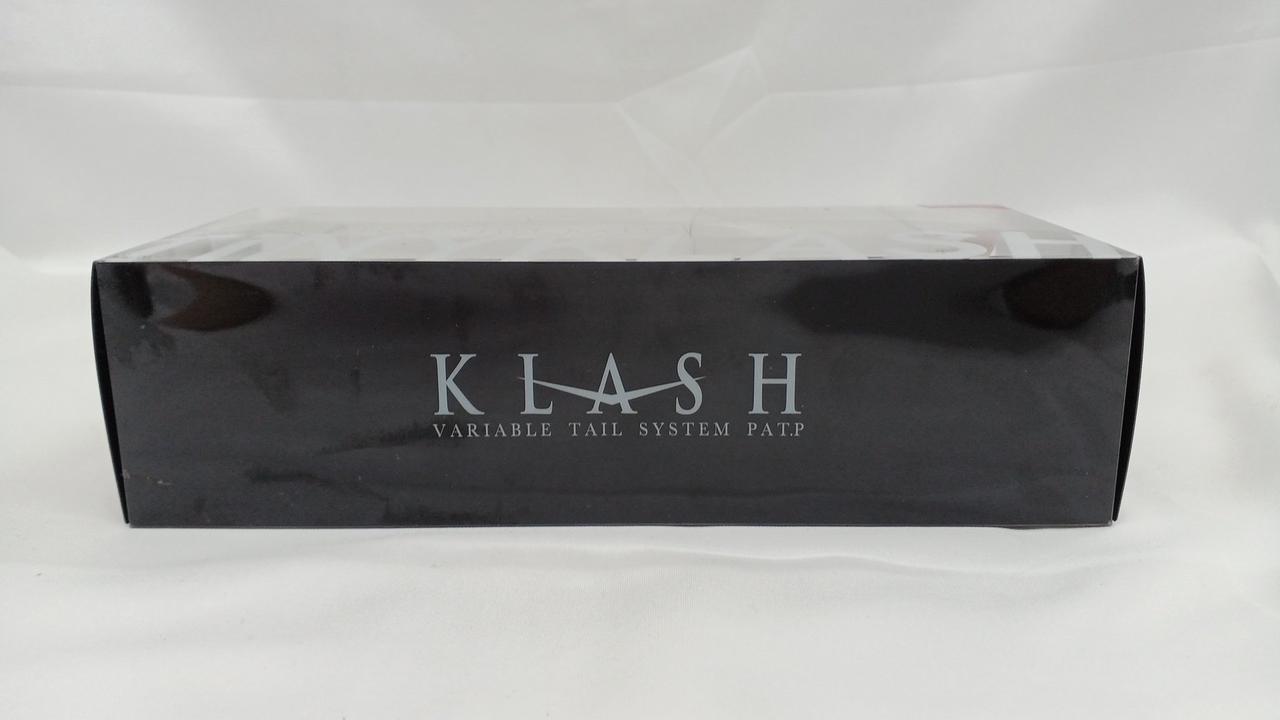 KLASH
VARIABLE TAIL SYSTEM PAT.P